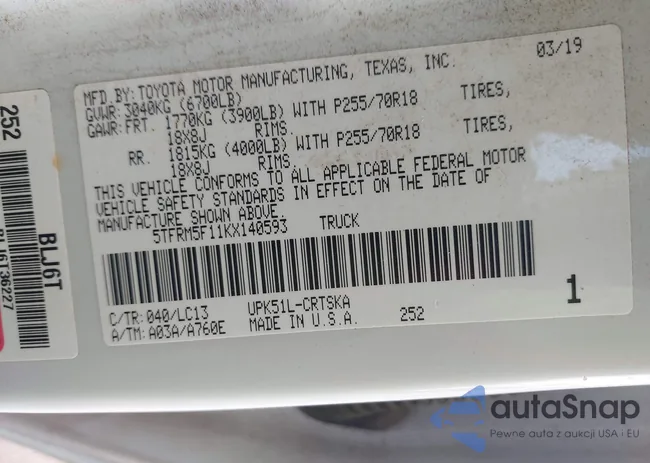 03/19
MFD.BY:TOYOTA MOTOR MANUFACTURING, TEXAS, INC.
GVWR:3040KG (6700LB)
GAWR:FRT. 1770KG (3900LB) WITH P255/70R18 TIRES,
18X8J RIMS.
RR. 1815KG (4000LB) WITH P255/70R18 TIRES,
18X8J RIMS.
THIS VEHICLE CONFORMS TO ALL APPLICABLE FEDERAL MOTOR
VEHICLE SAFETY STANDARDS IN EFFECT ON THE DATE OF
MANUFACTURE SHOWN ABOVE.
5TFRM5F11KX140593 TRUCK
C/TR:040/LC13 UPK51L-CRTSKA 252 1
A/TM:A03A/A760E MADE IN U.S.A.
252
BLJ6T
BLJ6T36227
autaSnap
Pewne auta z aukcji USA i EU